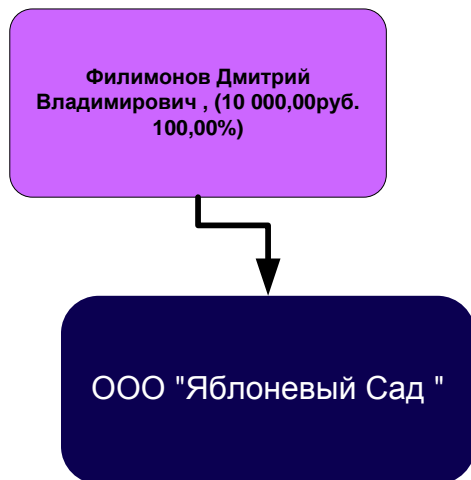 Филимонов Дмитрий
Владимирович , (10 000,00руб.
100,00%)
ООО "Яблоневый Сад "